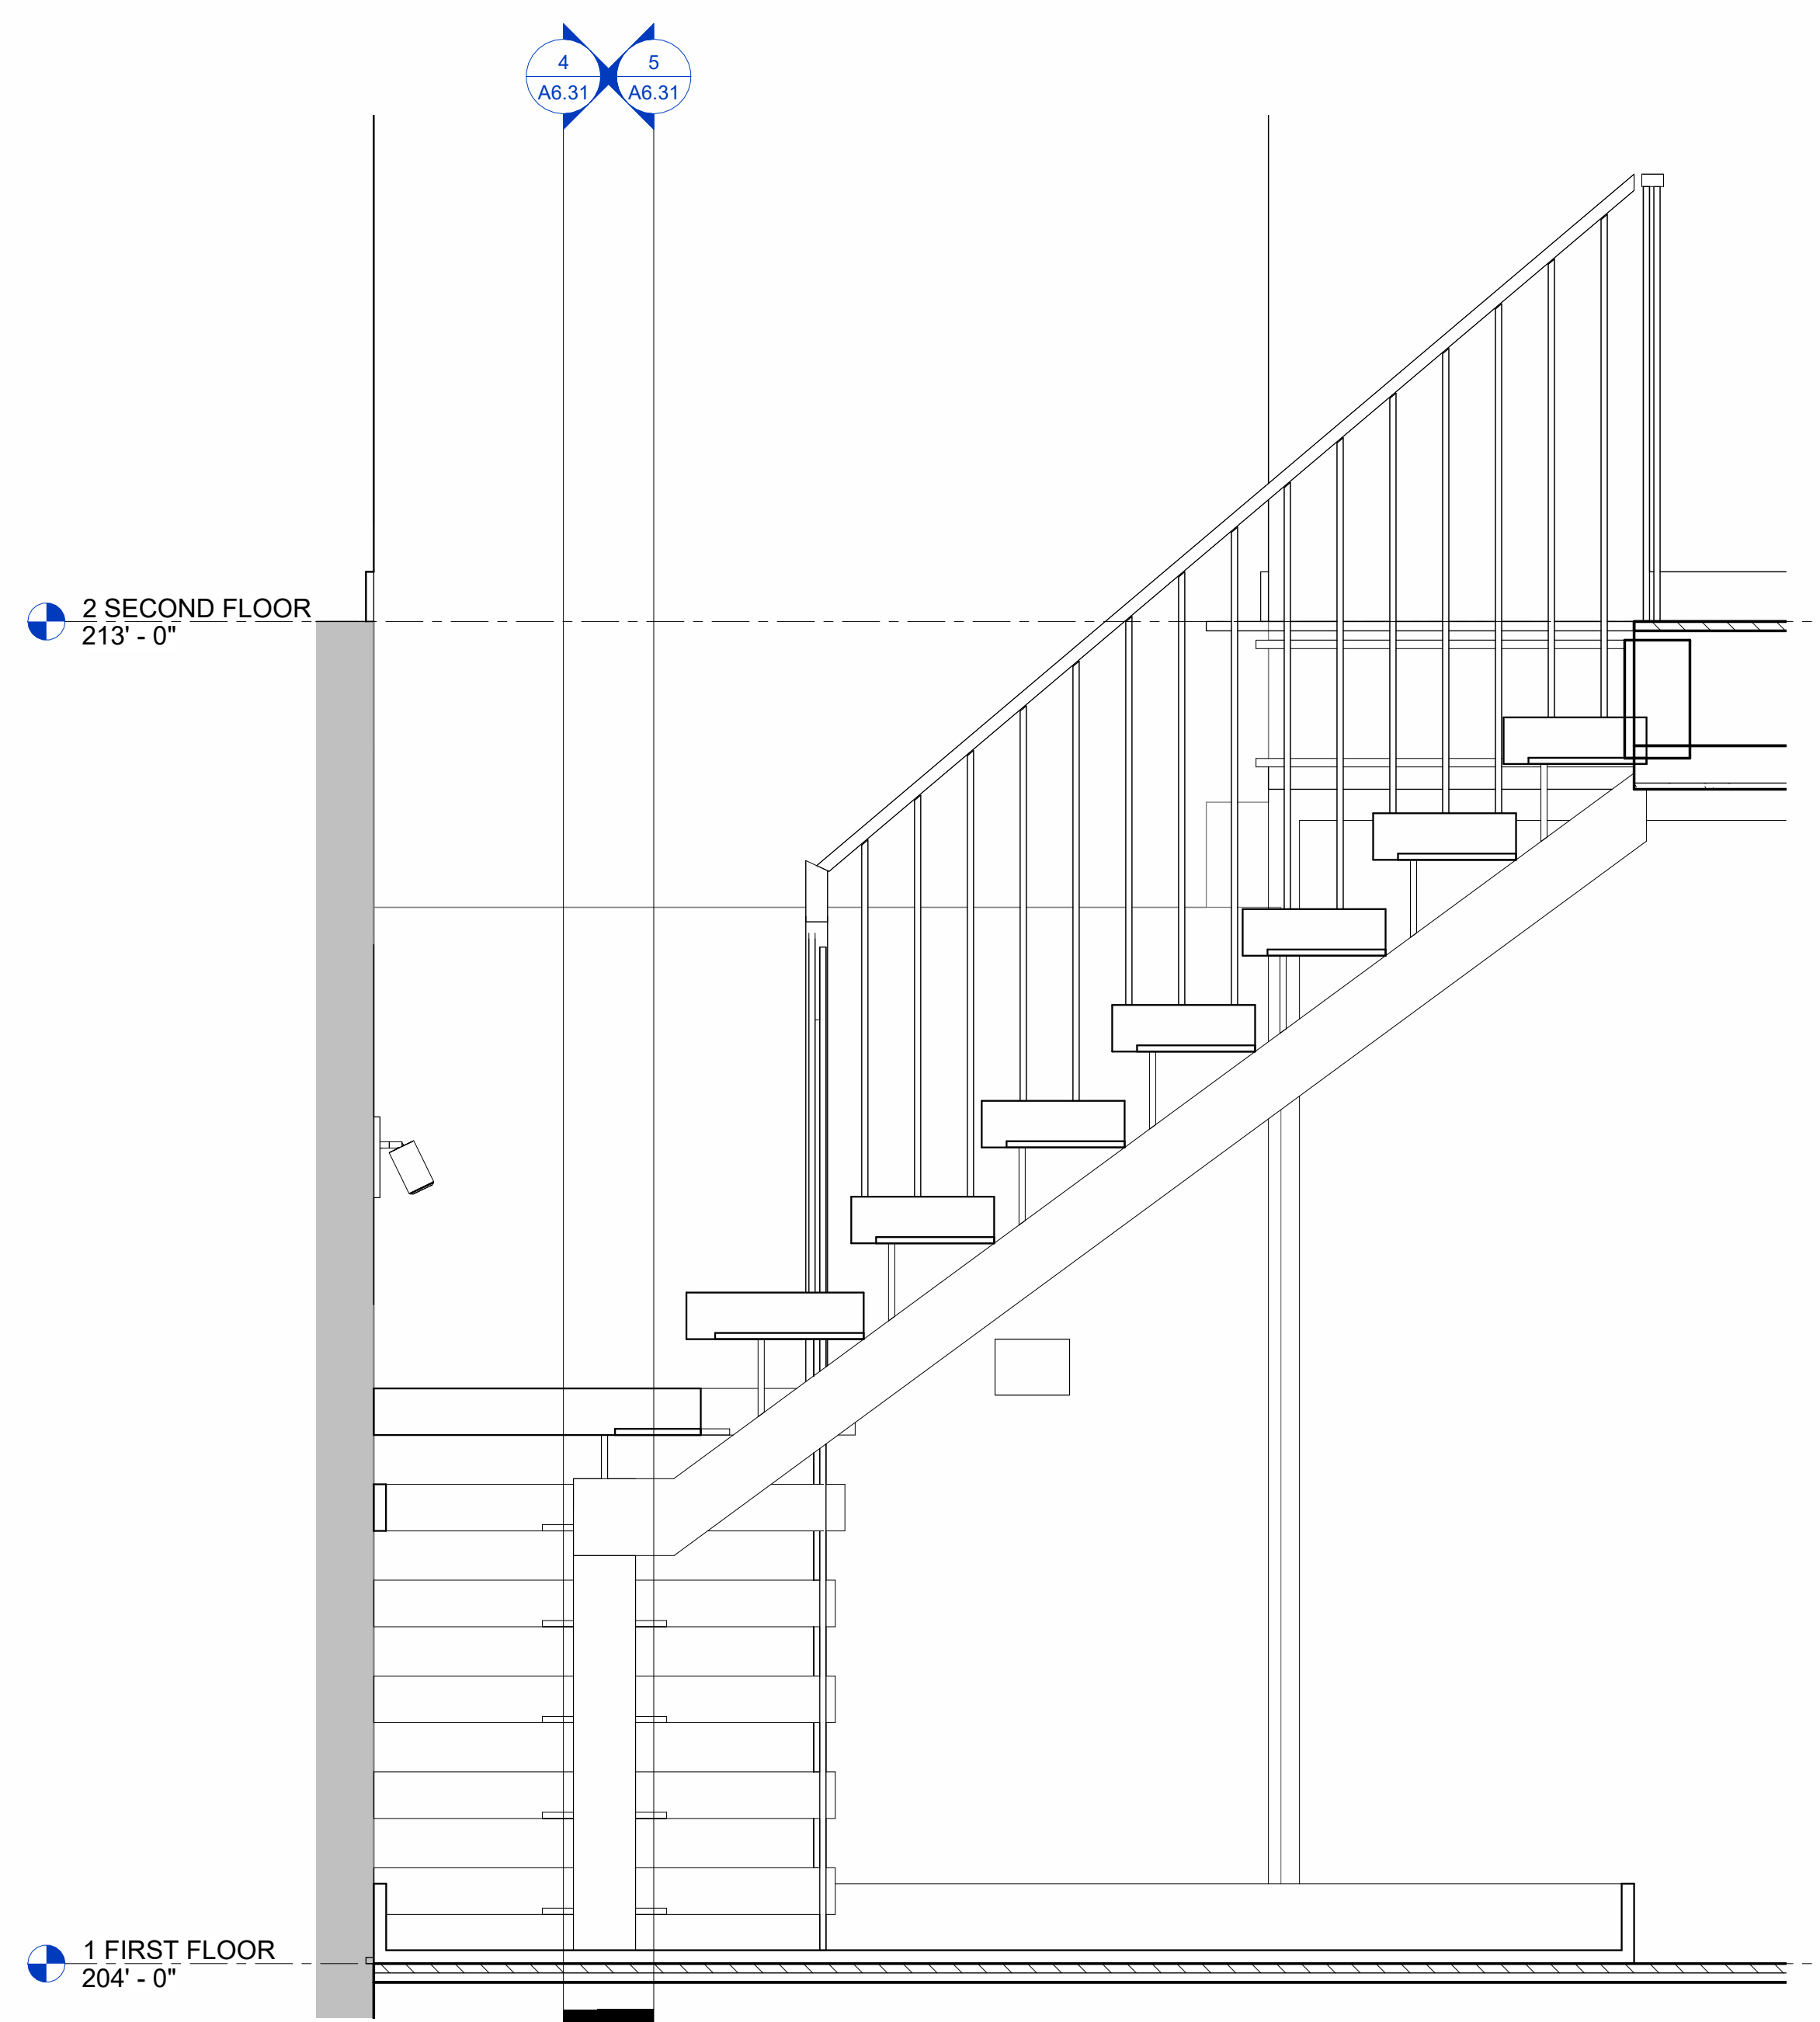 4
A6.31
5
A6.31
2 SECOND FLOOR
213' - 0"
1 FIRST FLOOR
204' - 0"